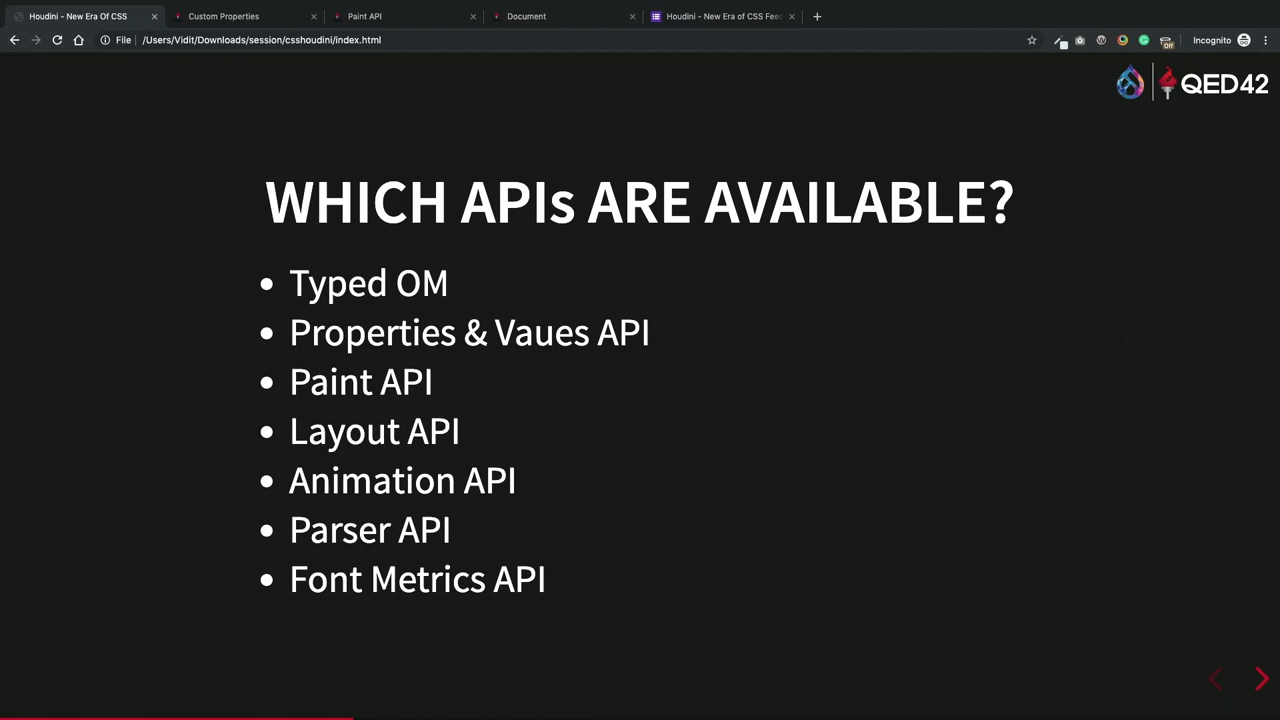 Houdini - New Era Of CSS
Custom Properties
Paint API
Document
Houdini - New Era of CSS Feed
File
/Users/Vidit/Downloads/session/csshoudini/index.html
Off
Incognito
QED42
WHICH APIs ARE AVAILABLE?
• Typed OM
• Properties & Vaues API
• Paint API
• Layout API
• Animation API
• Parser API
• Font Metrics API